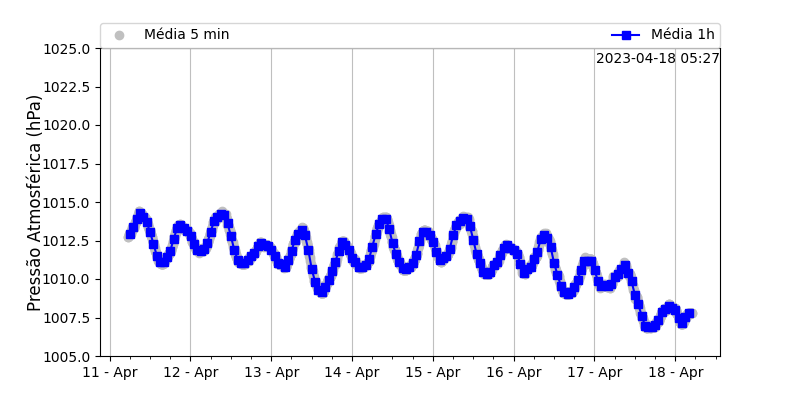 Média 5 min
Média 1h
2023-04-18 05:27
Pressão Atmosférica (hPa)
1025.0
1022.5
1020.0
1017.5
1015.0
1012.5
1010.0
1007.5
1005.0
11 - Apr
12 - Apr
13 - Apr
14 - Apr
15 - Apr
16 - Apr
17 - Apr
18 - Apr